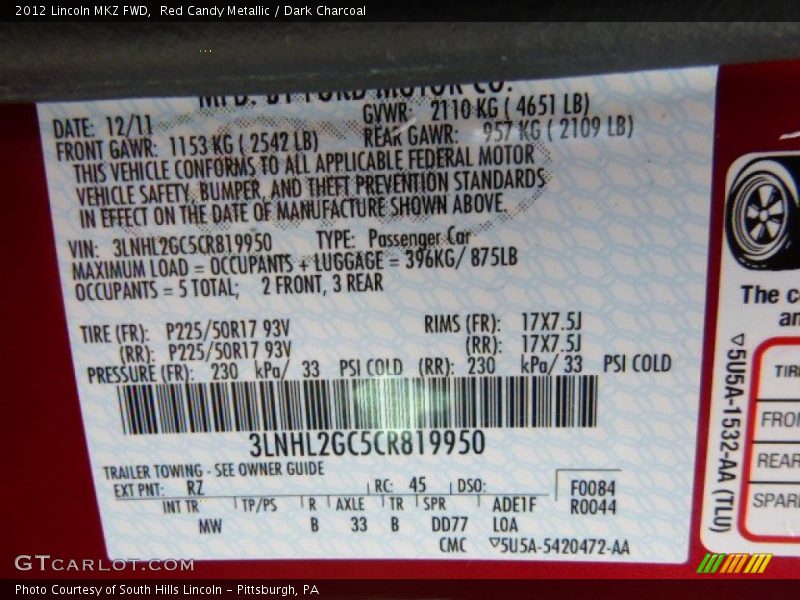 2012 Lincoln MKZ FWD, Red Candy Metallic / Dark Charcoal
MFD. BY FORD MOTOR CO.
DATE: 12/11 GVWR: 2110 KG ( 4651 LB)
FRONT GAWR: 1153 KG ( 2542 LB) REAR GAWR: 957 KG ( 2109 LB)
THIS VEHICLE CONFORMS TO ALL APPLICABLE FEDERAL MOTOR
VEHICLE SAFETY, BUMPER, AND THEFT PREVENTION STANDARDS
IN EFFECT ON THE DATE OF MANUFACTURE SHOWN ABOVE.
VIN: 3LNHL2GC5CR819950 TYPE: Passenger Car
MAXIMUM LOAD = OCCUPANTS + LUGGAGE = 396KG/ 875LB
OCCUPANTS = 5 TOTAL; 2 FRONT, 3 REAR
TIRE (FR): P225/50R17 93V RIMS (FR): 17X7.5J
(RR): P225/50R17 93V (RR): 17X7.5J
PRESSURE (FR): 230 kPa/ 33 PSI COLD (RR): 230 kPa/ 33 PSI COLD
3LNHL2GC5CR819950
TRAILER TOWING - SEE OWNER GUIDE
EXT PNT: RZ RC: 45 DSO: F0084
INT TR TP/PS R AXLE TR SPR ADE1F R0044
MW B 33 B DD77 LOA
CMC ▽5U5A-5420472-AA
The c
an
▽5U5A-1532-AA (TLU)
TIRE
FRO
REAR
SPAR
GTcarlot.com
Photo Courtesy of South Hills Lincoln - Pittsburgh, PA